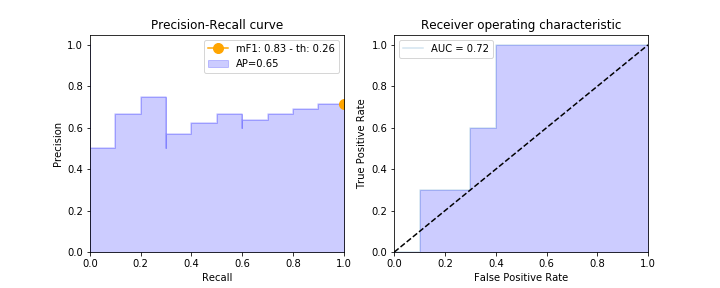 Precision-Recall curve
1.0
0.8
0.6
0.4
0.2
0.0
Precision
mF1: 0.83 - th: 0.26
AP=0.65
0.0 0.2 0.4 0.6 0.8 1.0
Recall
Receiver operating characteristic
1.0
0.8
0.6
0.4
0.2
0.0
True Positive Rate
AUC = 0.72
0.0 0.2 0.4 0.6 0.8 1.0
False Positive Rate